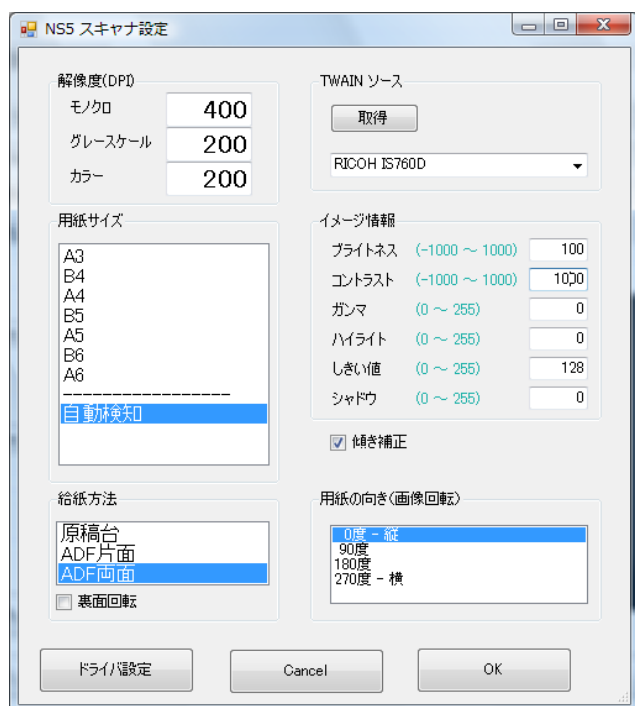 NS5 スキャナ設定
解像度(DPI)
モノクロ 400
グレースケール 200
カラー 200
TWAIN ソース
取得
RICOH IS760D
用紙サイズ
A3
B4
A4
B5
A5
B6
A6
------------------
自動検知
イメージ情報
ブライトネス (-1000 ～ 1000) 100
コントラスト (-1000 ～ 1000) 1000
ガンマ (0 ～ 255) 0
ハイライト (0 ～ 255) 0
しきい値 (0 ～ 255) 128
シャドウ (0 ～ 255) 0
傾き補正
給紙方法
原稿台
ADF片面
ADF両面
裏面回転
用紙の向き(画像回転)
0度 - 縦
90度
180度
270度 - 横
ドライバ設定
Cancel
OK